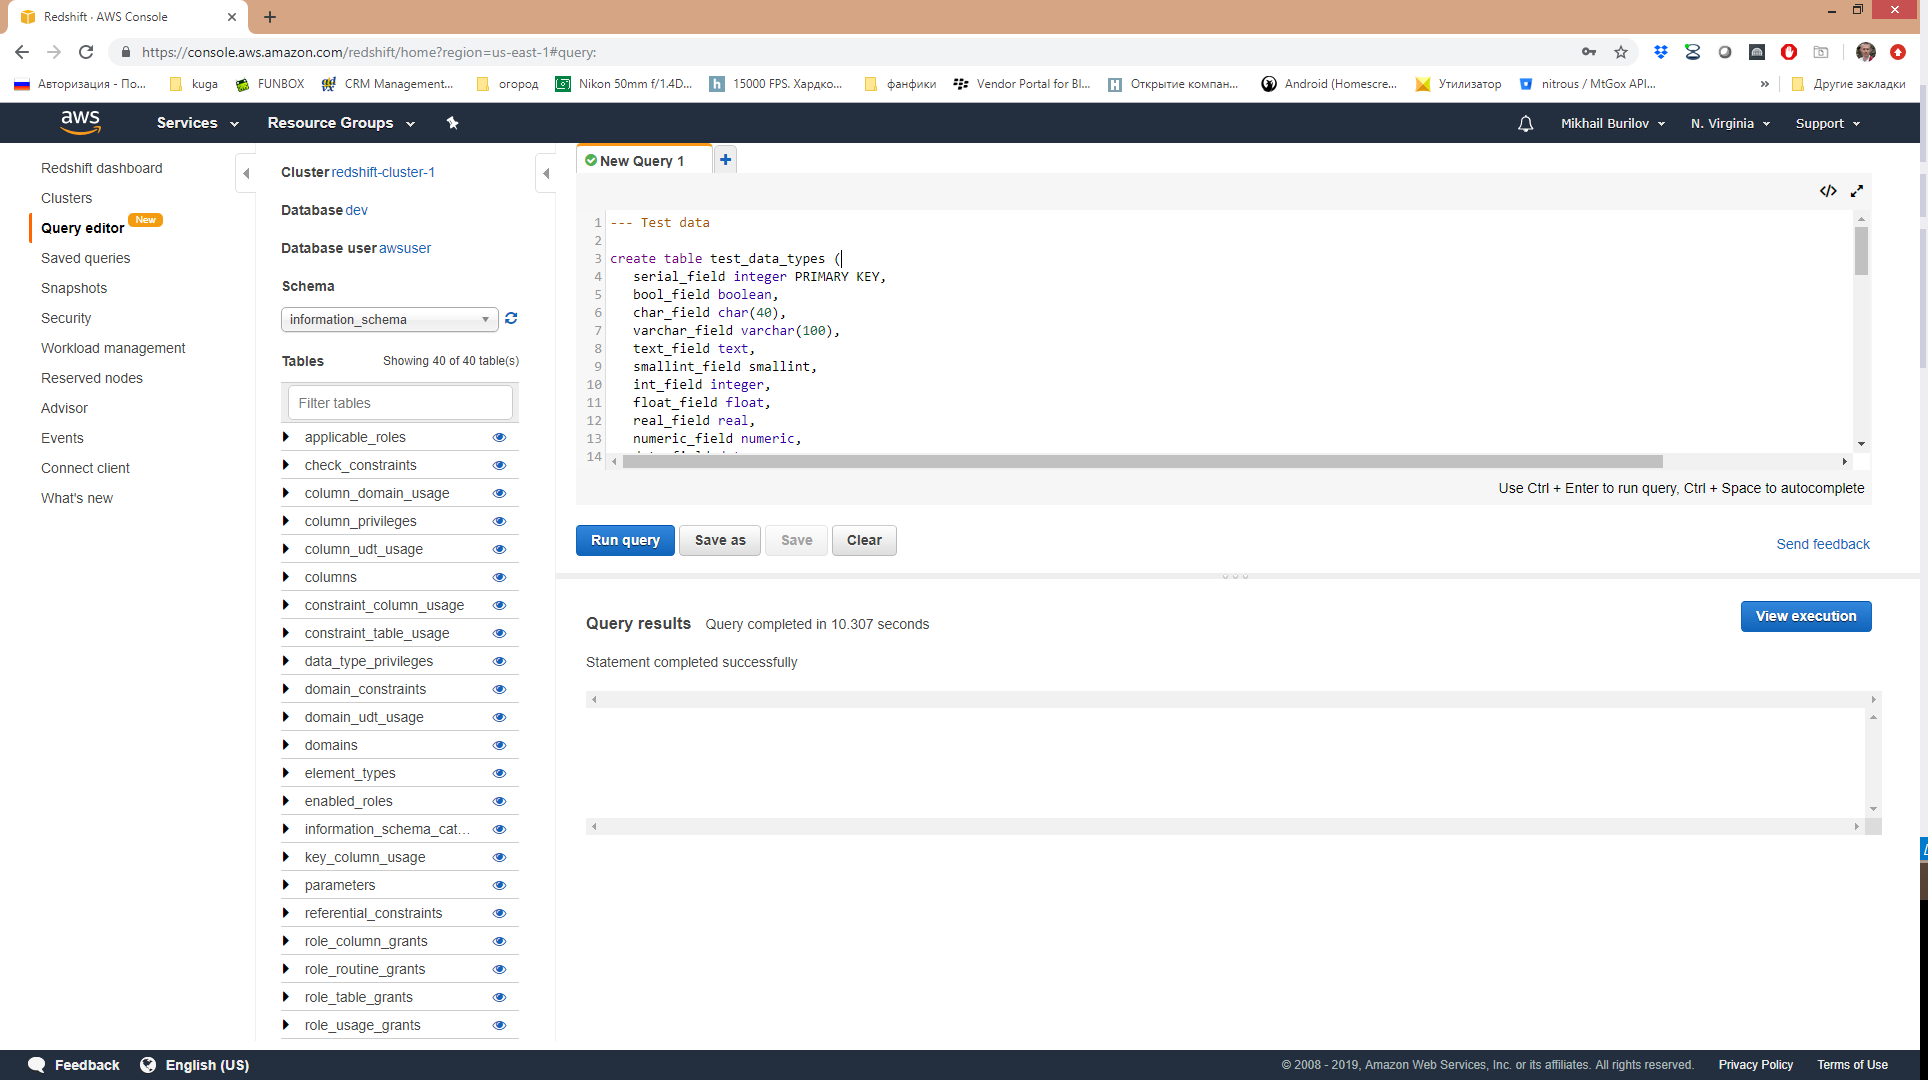 Redshift · AWS Console
https://console.aws.amazon.com/redshift/home?region=us-east-1#query:
Авторизация - По...
kuga
FUNBOX
CRM Management...
огород
Nikon 50mm f/1.4D...
15000 FPS. Хардко...
фанфики
Vendor Portal for Bl...
Открытие компан...
Android (Homescre...
Утилизатор
nitrous / MtGox API...
»
Другие закладки
aws
Services
Resource Groups
Mikhail Burilov
N. Virginia
Support
Redshift dashboard
Clusters
Query editor New
Saved queries
Snapshots
Security
Workload management
Reserved nodes
Advisor
Events
Connect client
What's new
Cluster redshift-cluster-1
Database dev
Database user awsuser
Schema
information_schema
Tables Showing 40 of 40 table(s)
Filter tables
applicable_roles
check_constraints
column_domain_usage
column_privileges
column_udt_usage
columns
constraint_column_usage
constraint_table_usage
data_type_privileges
domain_constraints
domain_udt_usage
domains
element_types
enabled_roles
information_schema_cat...
key_column_usage
parameters
referential_constraints
role_column_grants
role_routine_grants
role_table_grants
role_usage_grants
New Query 1
1 --- Test data
2
3 create table test_data_types (
4 serial_field integer PRIMARY KEY,
5 bool_field boolean,
6 char_field char(40),
7 varchar_field varchar(100),
8 text_field text,
9 smallint_field smallint,
10 int_field integer,
11 float_field float,
12 real_field real,
13 numeric_field numeric,
14
Use Ctrl + Enter to run query, Ctrl + Space to autocomplete
Run query
Save as
Save
Clear
Send feedback
Query results Query completed in 10.307 seconds
View execution
Statement completed successfully
Feedback
English (US)
© 2008 - 2019, Amazon Web Services, Inc. or its affiliates. All rights reserved.
Privacy Policy
Terms of Use